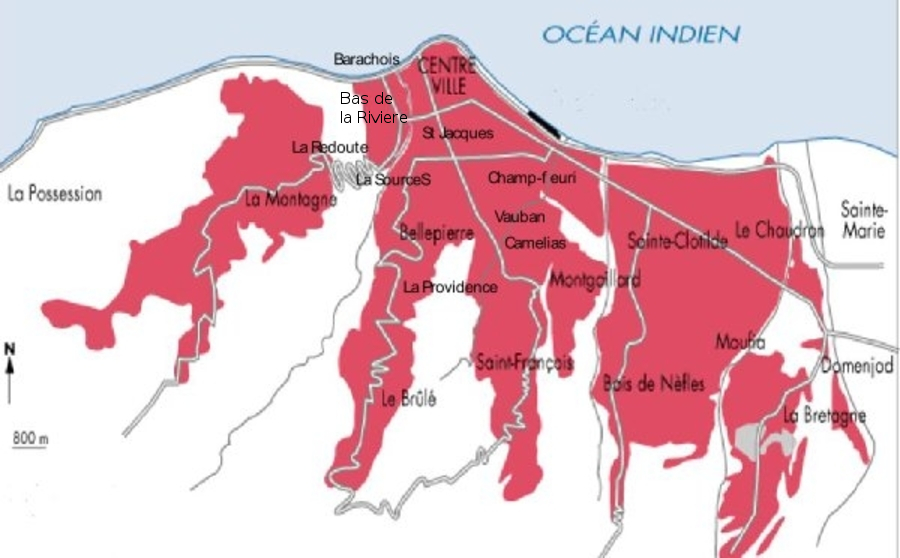 OCÉAN INDIEN
Barachois
CENTRE
VILLE
Bas de
la Riviere
St Jacques
La Redoute
La SourceS
Champ-f euri
La Possession
La Montagne
Vauban
Sainte-
Marie
Bellepierre
Camelias
Sainte-Clotilde
Le Chaudron
La Providence
Montgaillard
N
Moufia
Saint-François
Domenjod
Bois de Nèfles
Le Brûlé
La Bretagne
800 m